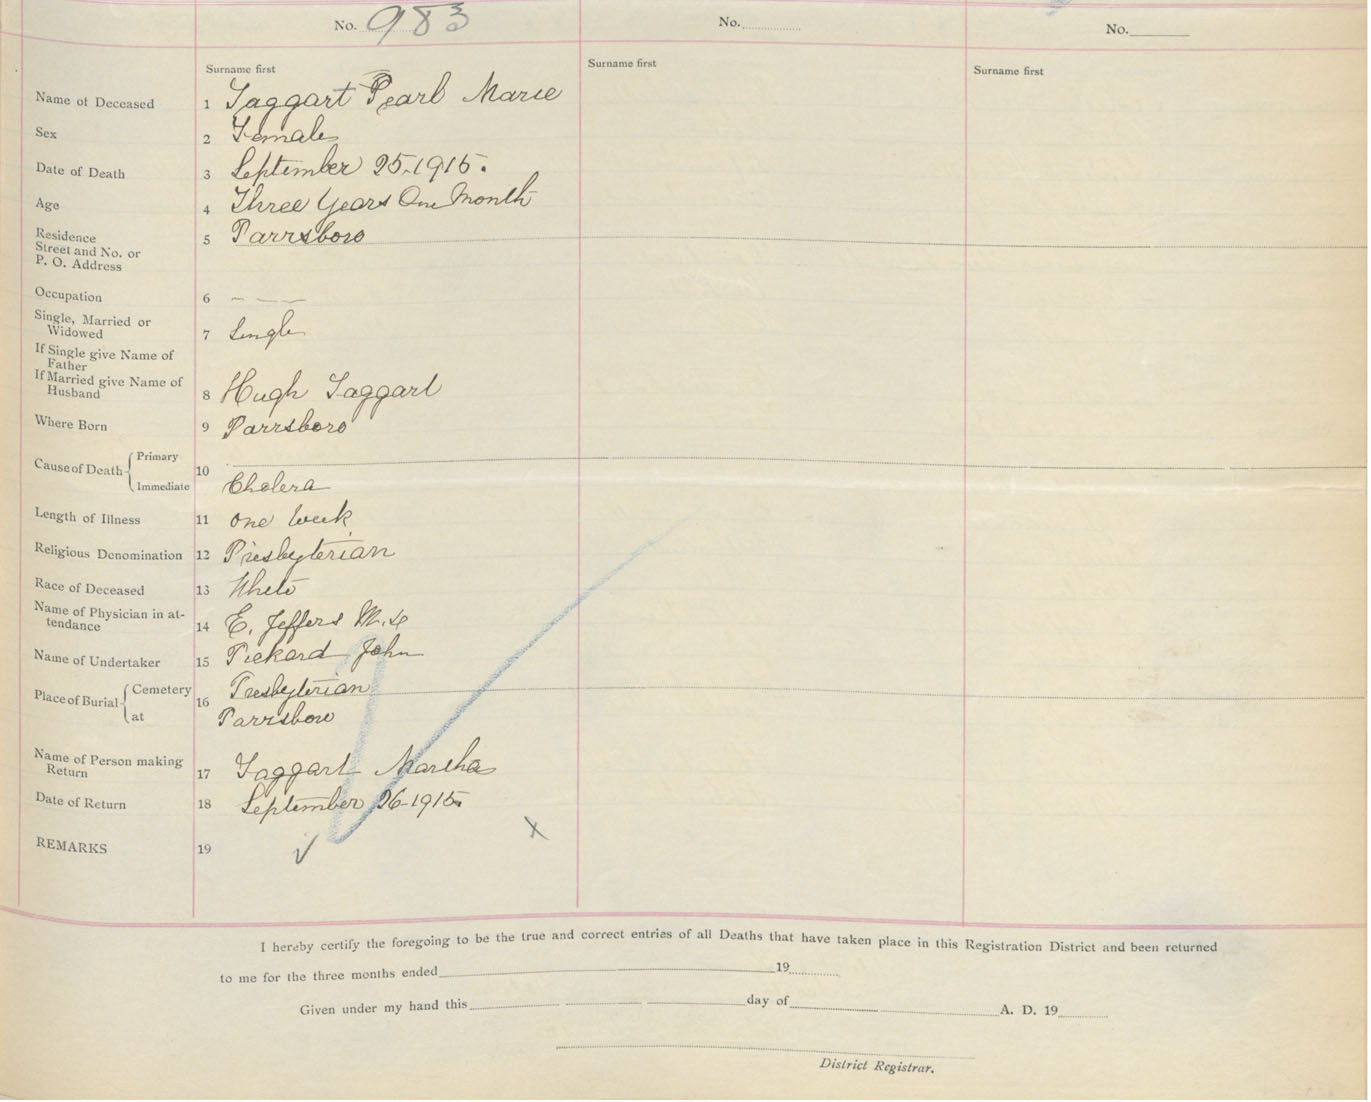 No. 983
No.
No.
Surname first
Surname first
Surname first
Name of Deceased 1 Taggart Pearl Marie
Sex 2 Female
Date of Death 3 September 25-1915.
Age 4 Three Years One Month
Residence
Street and No. or 5 Parrsboro
P. O. Address
Occupation 6 — — —
Single, Married or
Widowed 7 Single
If Single give Name of
Father
If Married give Name of
Husband 8 Hugh Taggart
Where Born 9 Parrsboro
Cause of Death Primary 10
Immediate Cholera
Length of Illness 11 One Week
Religious Denomination 12 Presbyterian
Race of Deceased 13 White
Name of Physician in at-
tendance 14 E. Jeffers M.D
Name of Undertaker 15 Pickard John
Place of Burial Cemetery 16 Presbyterian
at Parrsboro
Name of Person making
Return 17 Taggart Martha
Date of Return 18 September 26-1915.
REMARKS 19
I hereby certify the foregoing to be the true and correct entries of all Deaths that have taken place in this Registration District and been returned
to me for the three months ended 19
Given under my hand this day of A. D. 19
District Registrar.